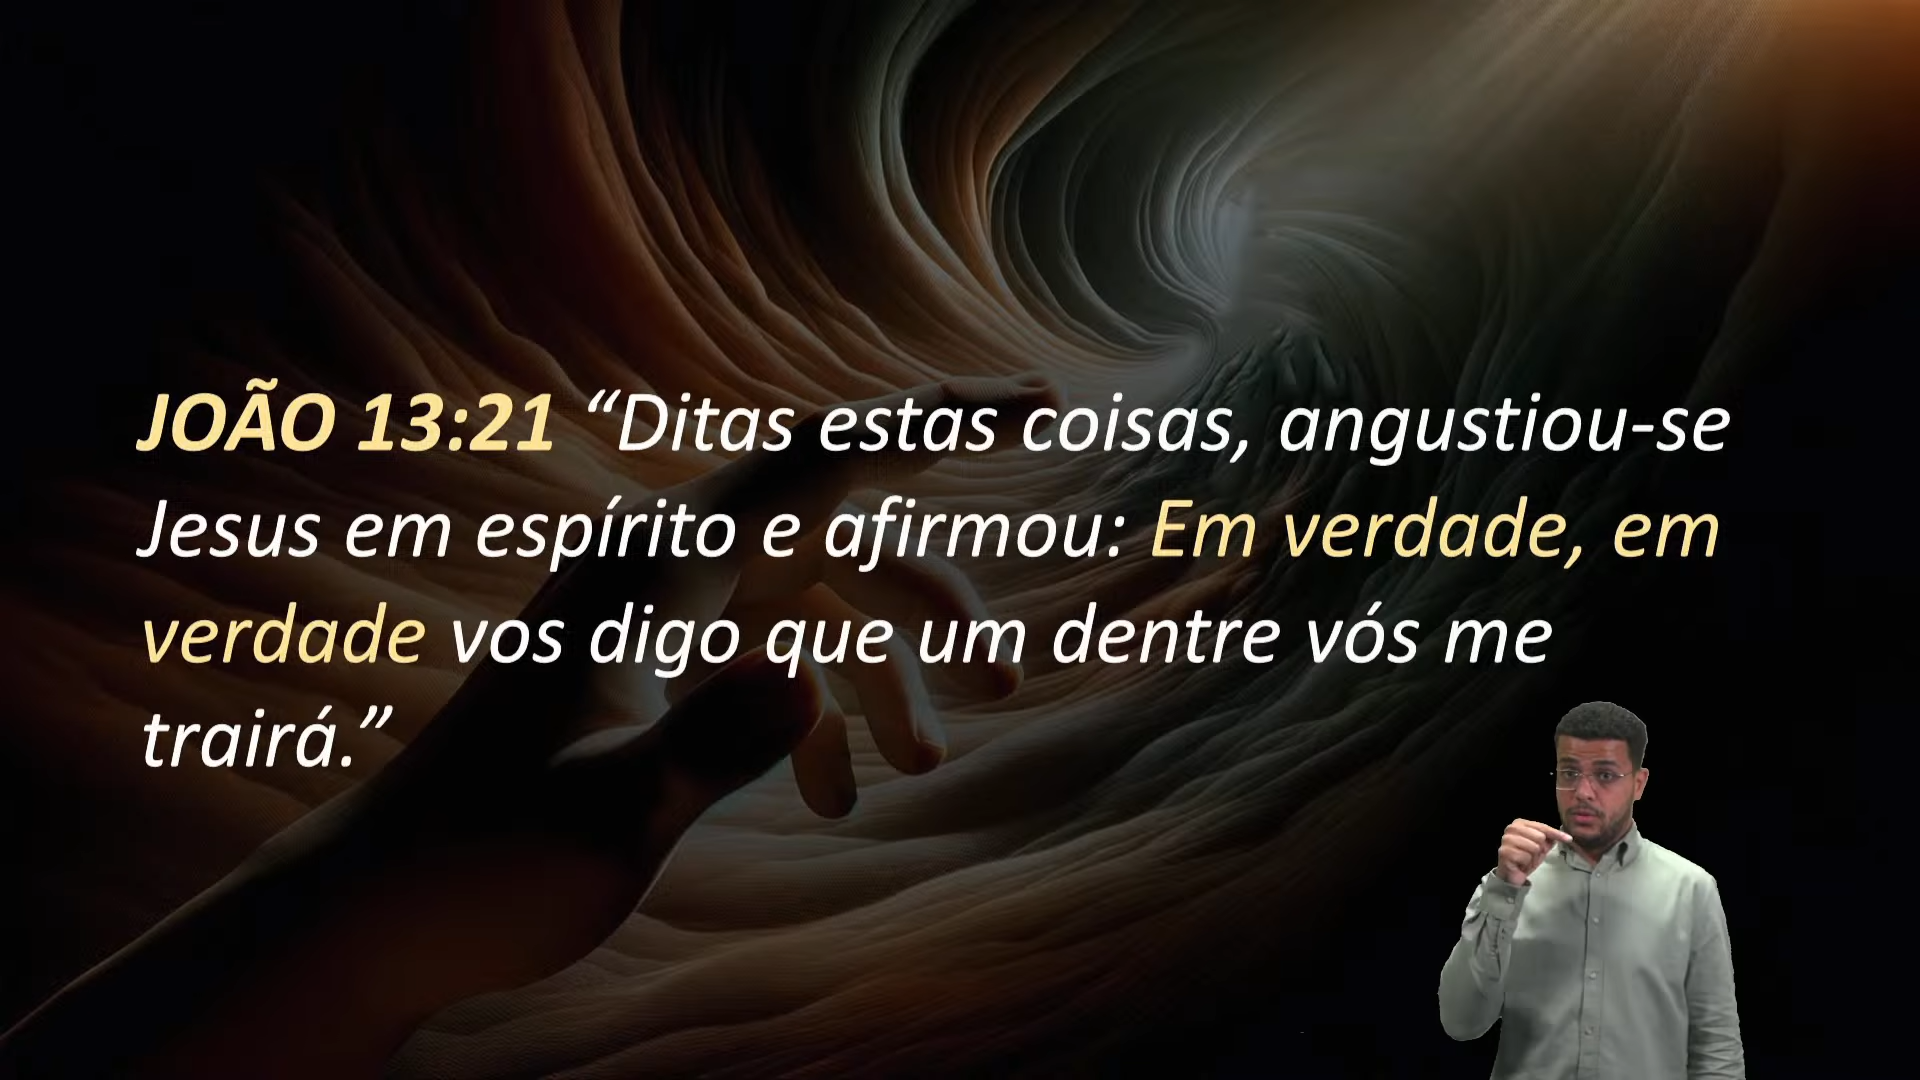 JOÃO 13:21 “Ditas estas coisas, angustiou-se
Jesus em espírito e afirmou: Em verdade, em
verdade vos digo que um dentre vós me
trairá.”